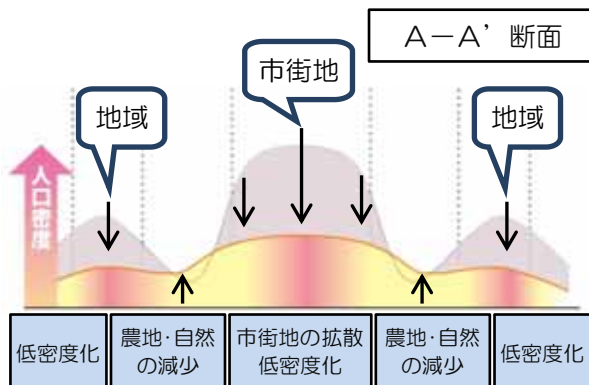 A－A’ 断面
市街地
地域
地域
人口密度
低密度化
農地・自然
の減少
市街地の拡散
低密度化
農地・自然
の減少
低密度化